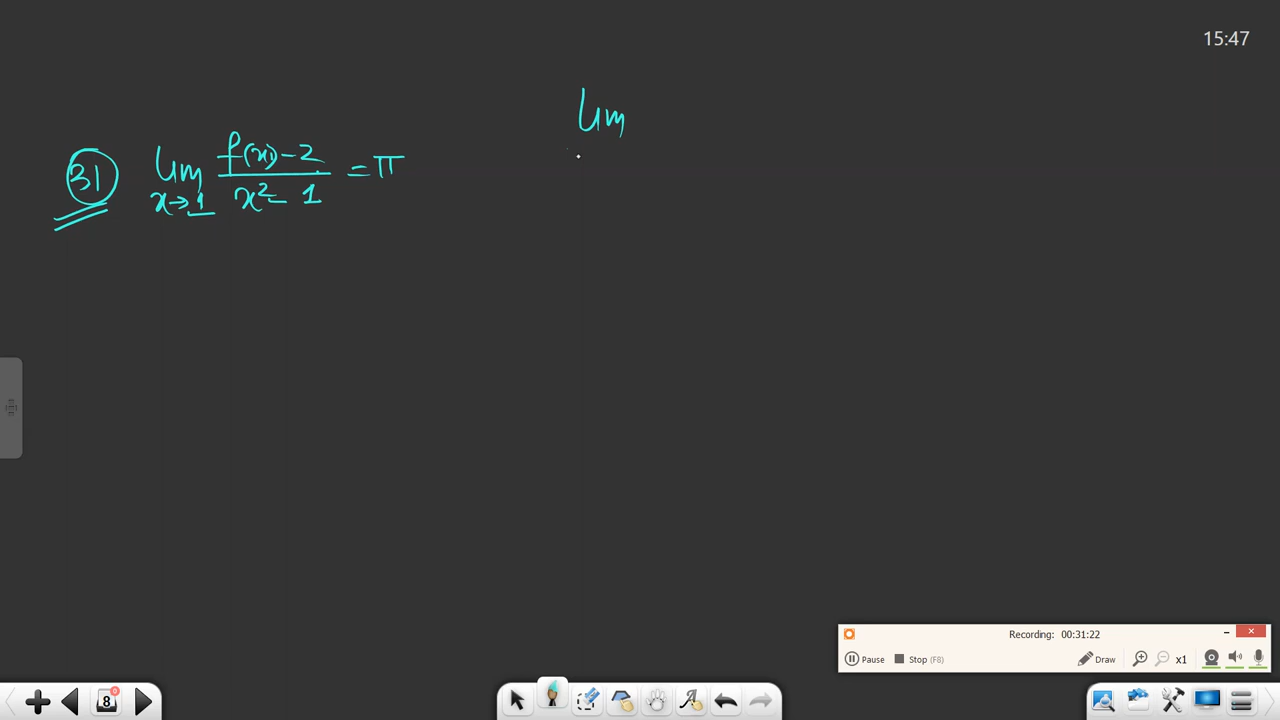 15:47
lim
31 lim f(x)-2 / x²-1 = π
x→1
Recording: 00:31:22
Pause Stop (F8) Draw x1
8 0